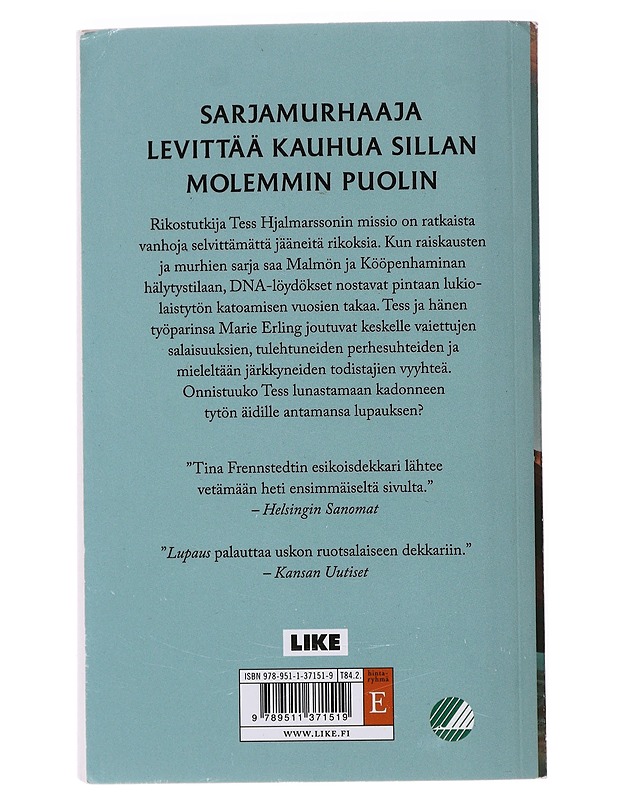 SARJAMURHAAJA
LEVITTÄÄ KAUHUA SILLAN
MOLEMMIN PUOLIN
Rikostutkija Tess Hjalmarssonin missio on ratkaista
vanhoja selvittämättä jääneitä rikoksia. Kun raiskausten
ja murhien sarja saa Malmön ja Kööpenhaminan
hälytystilaan, DNA-löydökset nostavat pintaan lukio-
laistytön katoamisen vuosien takaa. Tess ja hänen
työparinsa Marie Erling joutuvat keskelle vaiettujen
salaisuuksien, tulehtuneiden perhesuhteiden ja
mieleltään järkkyneiden todistajien vyyhteä.
Onnistuuko Tess lunastamaan kadonneen
tytön äidille antamansa lupauksen?
”Tina Frennstedtin esikoisdekkari lähtee
vetämään heti ensimmäiseltä sivulta.”
– Helsingin Sanomat
”Lupaus palauttaa uskon ruotsalaiseen dekkariin.”
– Kansan Uutiset
LIKE
ISBN 978-951-1-37151-9 T84.2.
hinta-
ryhmä
E
9 789511 371519
WWW.LIKE.FI